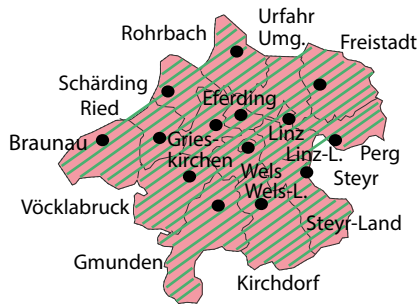 Rohrbach
Urfahr
Umg.
Freistadt
Schärding
Ried
Eferding
Braunau
Gries-
kirchen
Linz
Linz-L.
Perg
Wels
Wels-L.
Steyr
Vöcklabruck
Steyr-Land
Gmunden
Kirchdorf